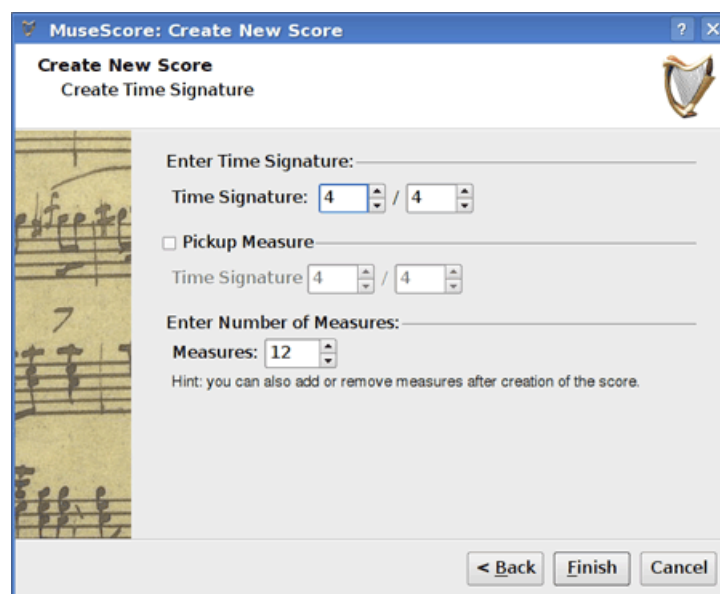 MuseScore: Create New Score ? X
Create New Score
Create Time Signature
Enter Time Signature:
Time Signature: 4 / 4
Pickup Measure
Time Signature 4 / 4
Enter Number of Measures:
Measures: 12
Hint: you can also add or remove measures after creation of the score.
7
< Back Finish Cancel